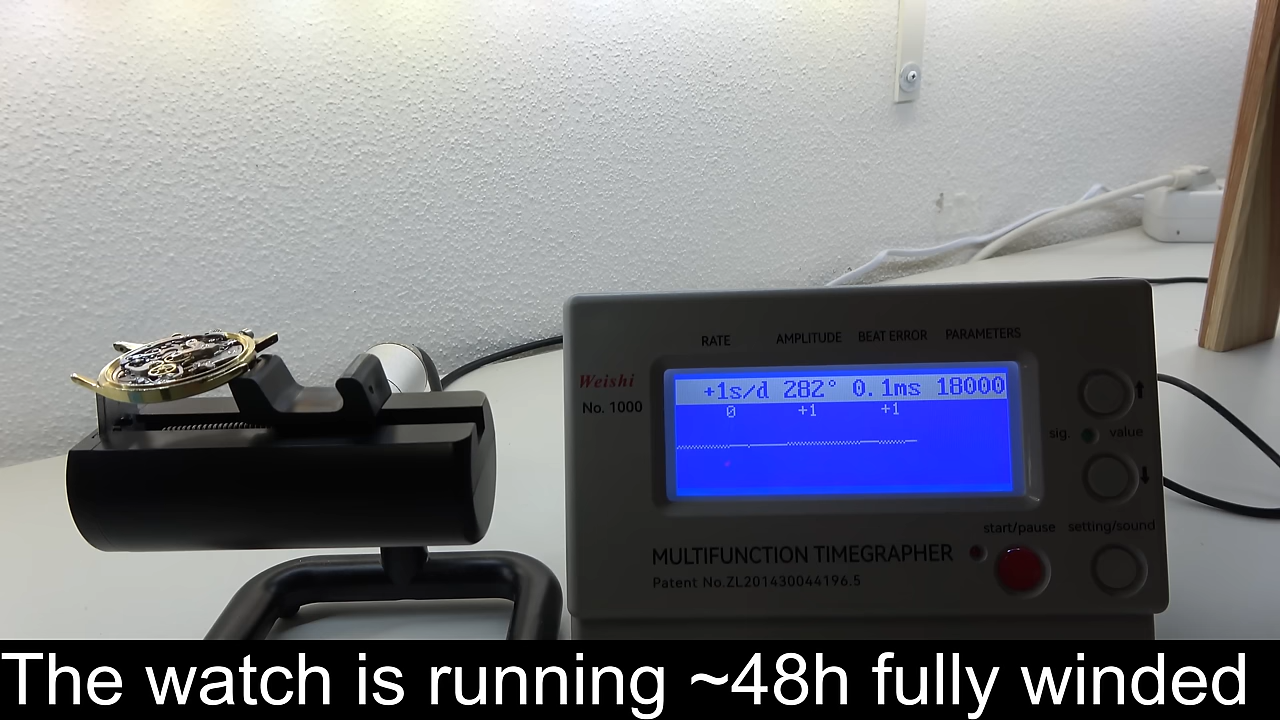 RATE AMPLITUDE BEAT ERROR PARAMETERS
Weishi
No. 1000
+1s/d 282° 0.1ms 18000
0 +1 +1
sig. value
start/pause setting/sound
MULTIFUNCTION TIMEGRAPHER
Patent No.ZL201430044196.5
The watch is running ~48h fully winded